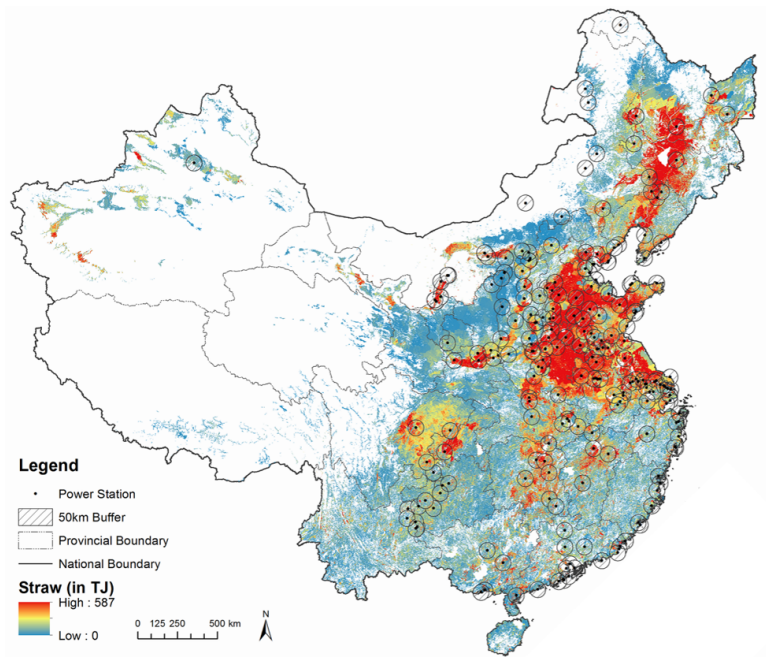 N
Legend
Power Station
50km Buffer
Provincial Boundary
National Boundary
Straw (in TJ)
High : 587
Low : 0
0 125 250 500 km